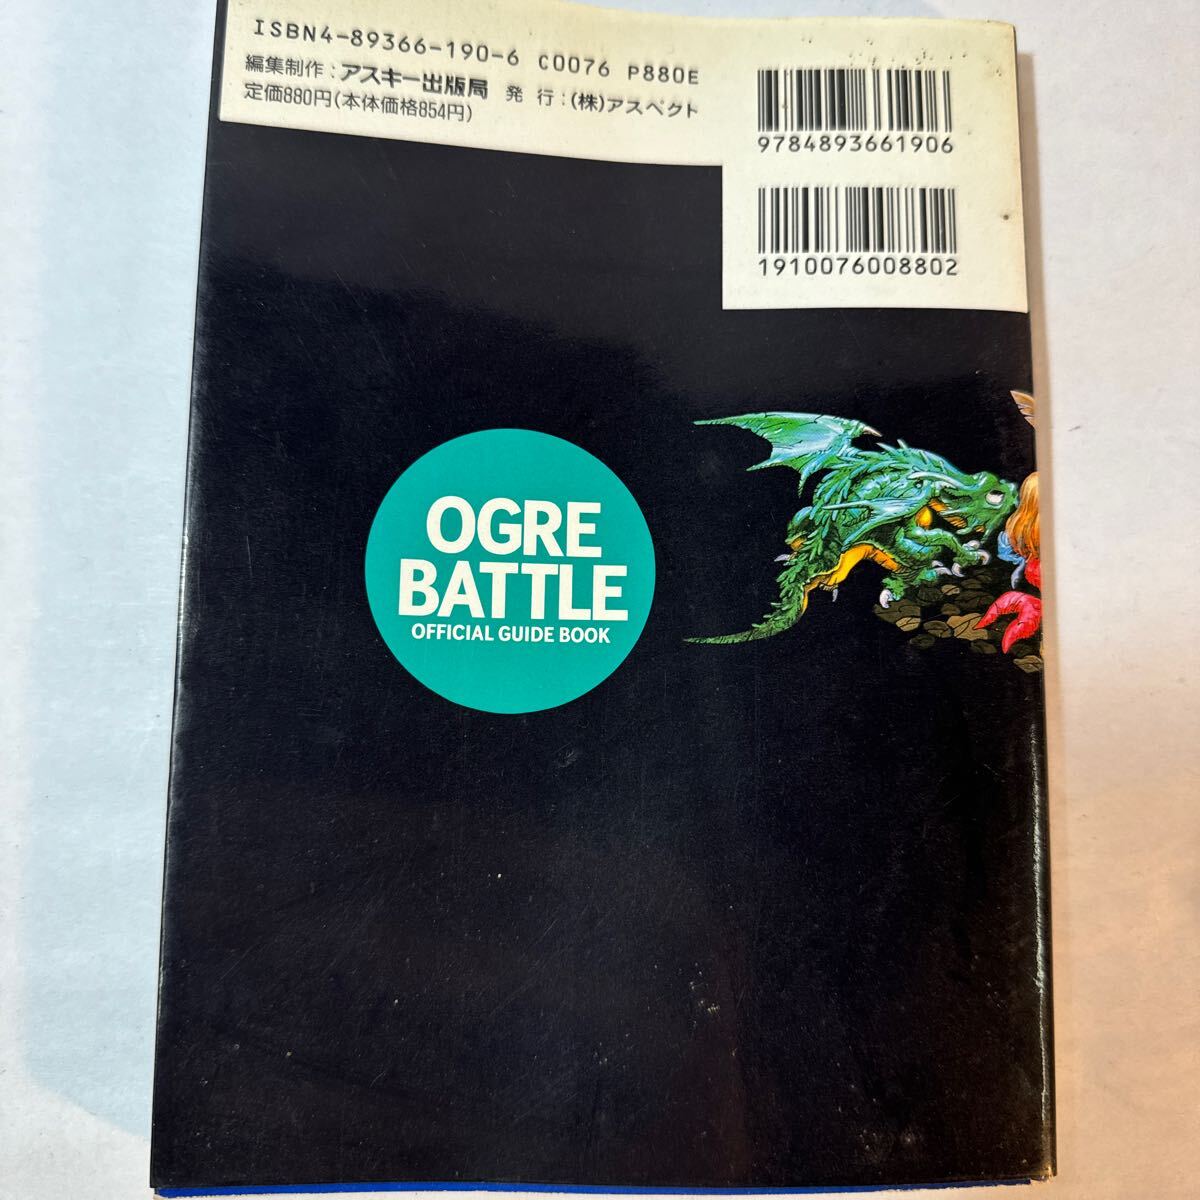 ISBN4-89366-190-6 C0076 P880E
編集制作:アスキー出版局 発行:(株)アスペクト
定価880円(本体価格854円)
9784893661906
1910076008802
OGRE
BATTLE
OFFICIAL GUIDE BOOK